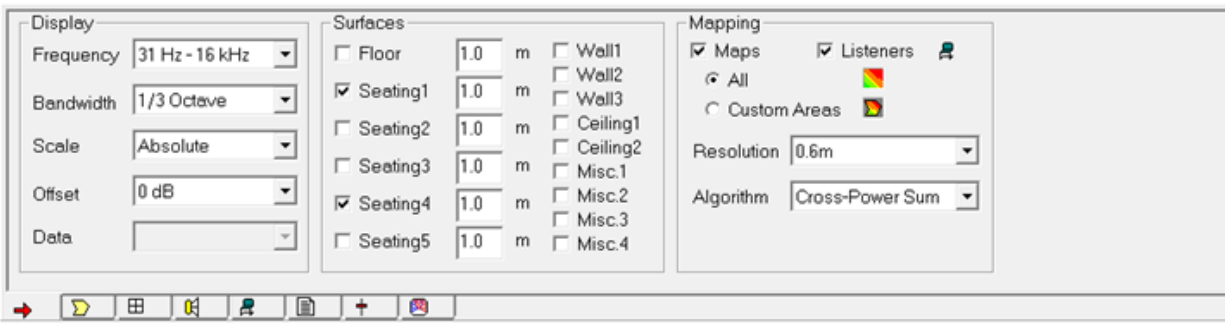 Display
Frequency 31 Hz - 16 kHz
Bandwidth 1/3 Octave
Scale Absolute
Offset 0 dB
Data
Surfaces
Floor 1.0 m
Seating1 1.0 m
Seating2 1.0 m
Seating3 1.0 m
Seating4 1.0 m
Seating5 1.0 m
Wall1
Wall2
Wall3
Ceiling1
Ceiling2
Misc.1
Misc.2
Misc.3
Misc.4
Mapping
Maps Listeners
All
Custom Areas
Resolution 0.6m
Algorithm Cross-Power Sum